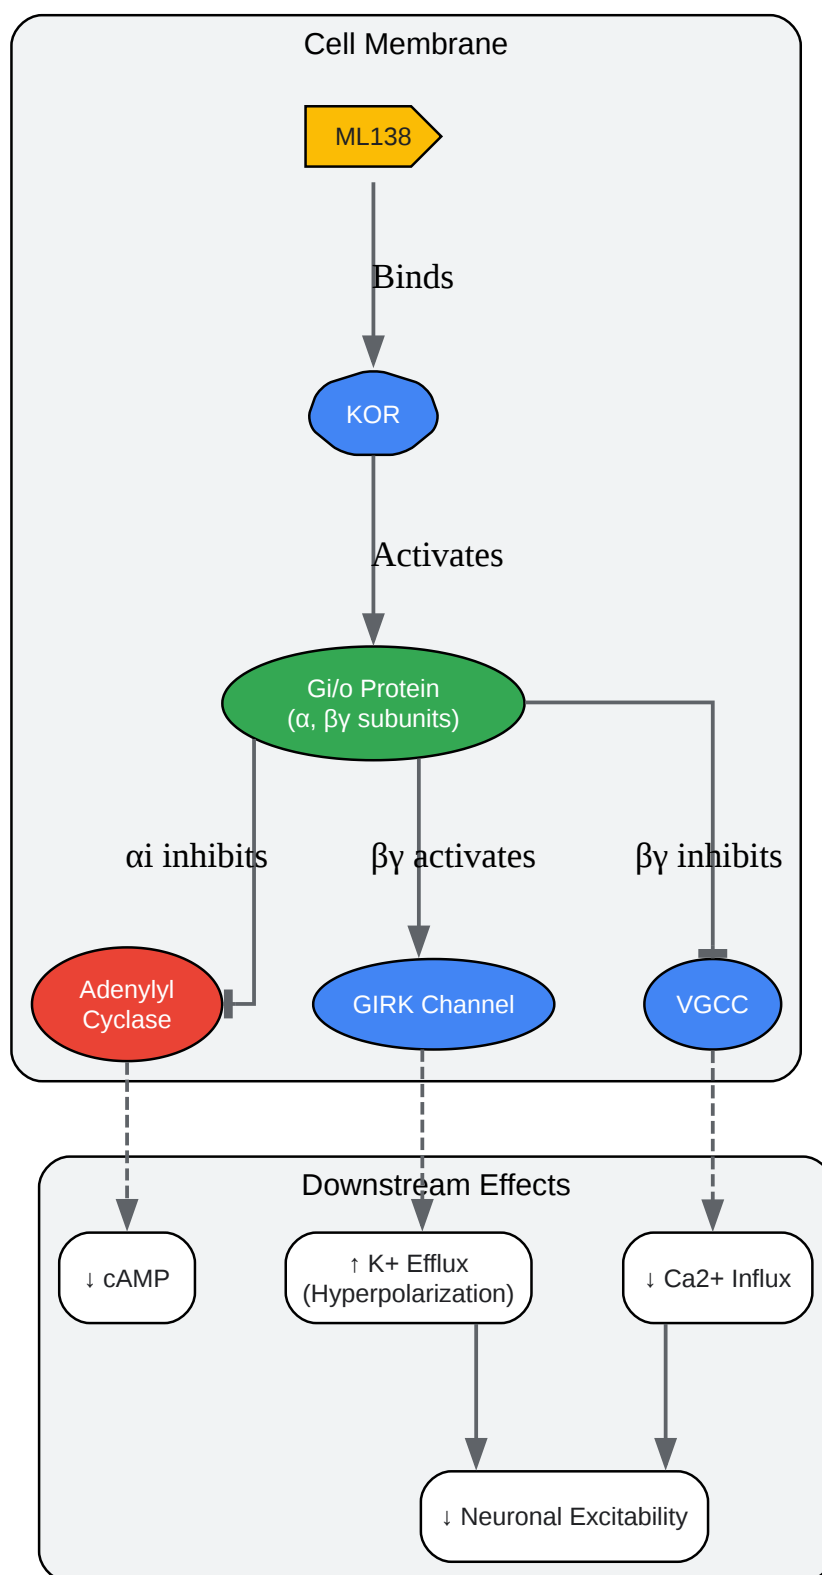 Cell Membrane
ML138
Binds
KOR
Activates
Gi/o Protein
(α, βγ subunits)
αi inhibits
βγ activates
βγ inhibits
Adenylyl
Cyclase
GIRK Channel
VGCC
Downstream Effects
↓ cAMP
↑ K+ Efflux
(Hyperpolarization)
↓ Ca2+ Influx
↓ Neuronal Excitability